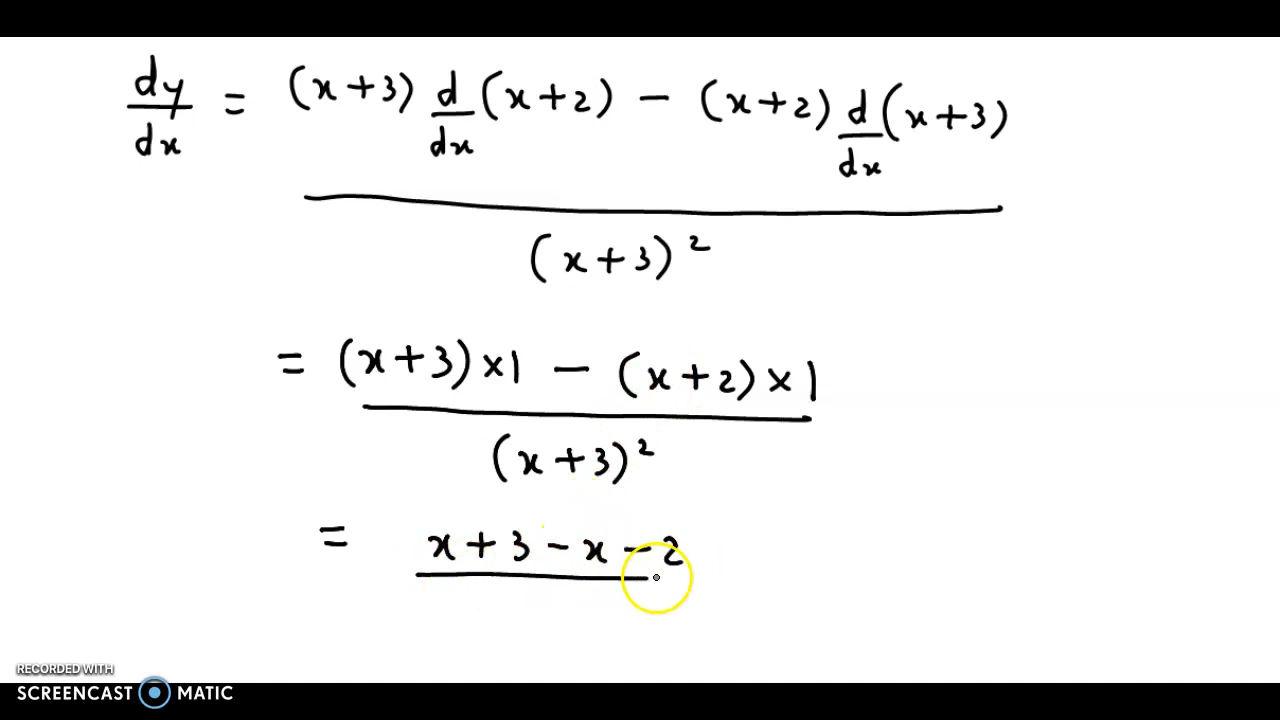 dy/dx = (x+3) d/dx (x+2) - (x+2) d/dx (x+3)
(x+3)²
= (x+3)×1 - (x+2)×1
(x+3)²
= x+3-x-2
RECORDED WITH
SCREENCAST MATIC